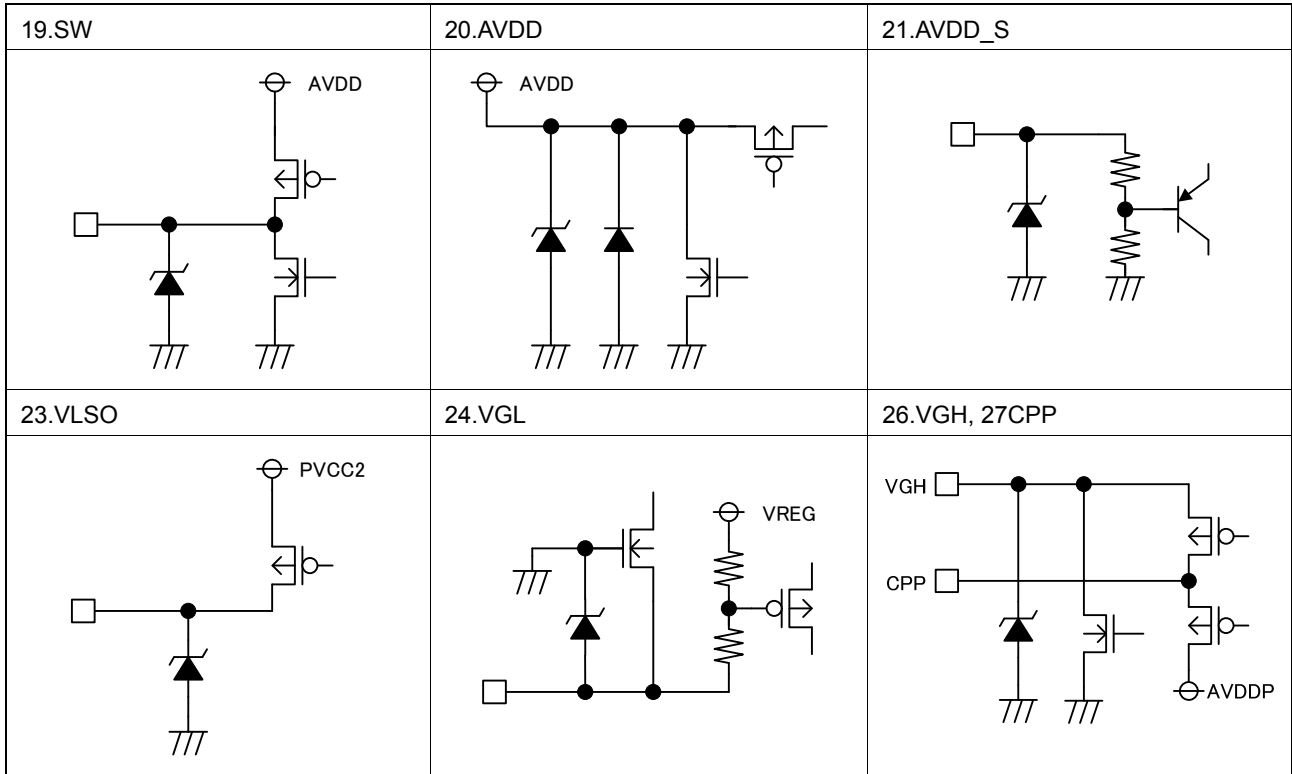 19.SW
20.AVDD
21.AVDD_S
AVDD
AVDD
23.VLSO
24.VGL
26.VGH, 27CPP
PVCC2
VREG
VGH
CPP
AVDDP